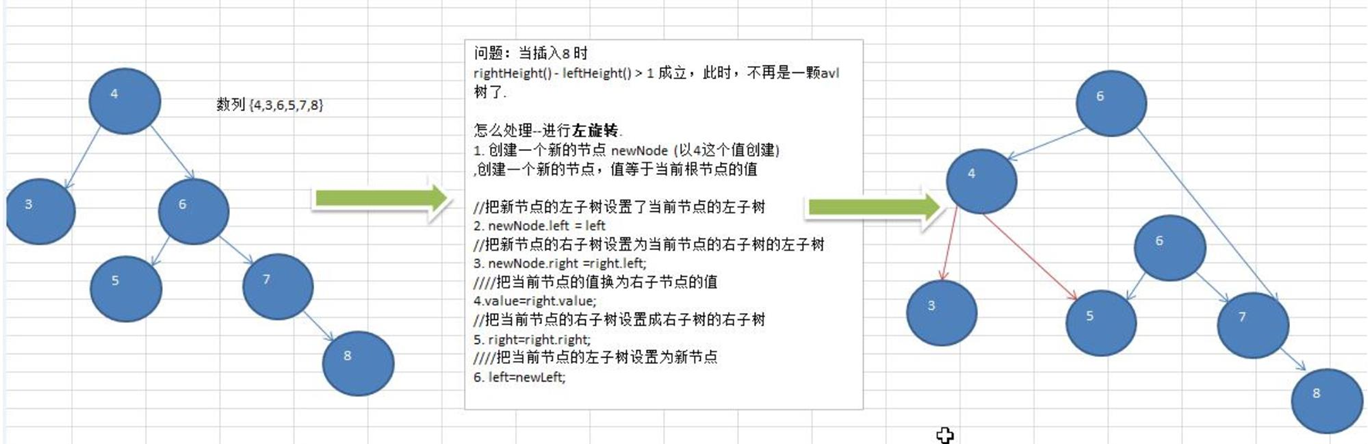 4
数列 {4,3,6,5,7,8}
3
6
5
7
8
问题：当插入8 时
rightHeight() - leftHeight() > 1 成立，此时，不再是一颗avl
树了.
怎么处理--进行左旋转.
1. 创建一个新的节点 newNode (以4这个值创建)
,创建一个新的节点，值等于当前根节点的值
//把新节点的左子树设置了当前节点的左子树
2. newNode.left = left
//把新节点的右子树设置为当前节点的右子树的左子树
3. newNode.right =right.left;
////把当前节点的值换为右子节点的值
4.value=right.value;
//把当前节点的右子树设置成右子树的右子树
5. right=right.right;
////把当前节点的左子树设置为新节点
6. left=newLeft;
6
4
6
3
5
7
8